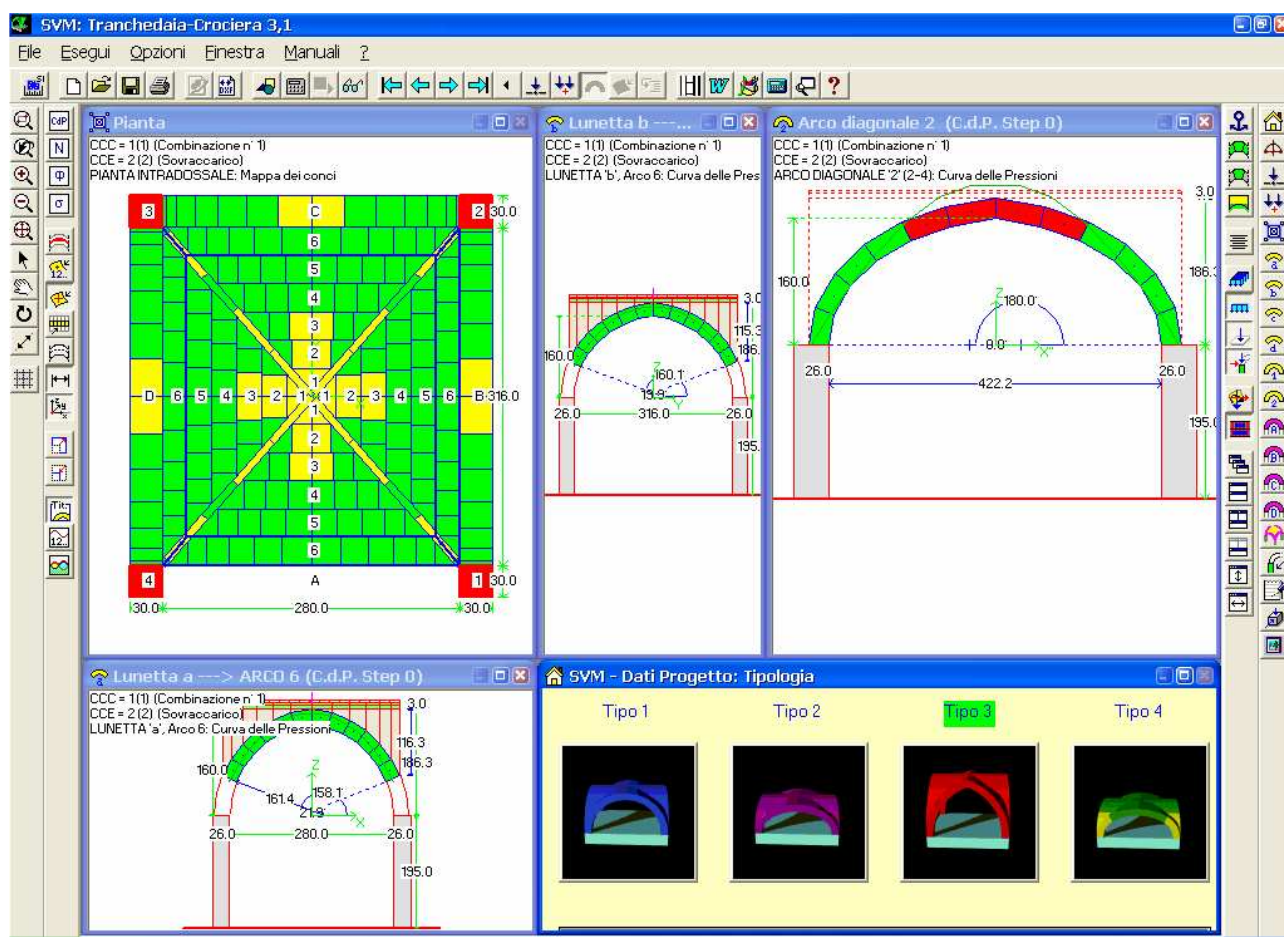 SVM: Tranchedaia-Crociera 3,1
File Esegui Opzioni Finestra Manuali ?
Pianta
CCC = 1(1) (Combinazione n° 1)
CCE = 2(2) (Sovraccarico)
PIANTA INTRADOSSALE: Mappa dei conci
3 C 2 30.0
6
5
4
3
2
1
D 6 5 4 3 2 1 1 2 3 4 5 6 B 316.0
1
2
3
4
5
6
4 A 1 30.0
30.0 280.0 30.0
Lunetta b ---...
CCC = 1(1) (Combinazione n° 1)
CCE = 2(2) (Sovraccarico)
LUNETTA 'b', Arco 6: Curva delle Pres
3.0
115.3
186.
160.0
Z
160.1
19.9
Y
26.0 316.0 26.0
195.
Arco diagonale 2 (C.d.P. Step 0)
CCC = 1(1) (Combinazione n° 1)
CCE = 2(2) (Sovraccarico)
ARCO DIAGONALE '2' (2-4): Curva delle Pressioni
3.0
186.3
160.0
Z
180.0
0.0
X''
26.0 422.2 26.0
195.0
Lunetta a ---> ARCO 6 (C.d.P. Step 0)
CCC = 1(1) (Combinazione n° 1)
CCE = 2(2) (Sovraccarico)
LUNETTA 'a', Arco 6: Curva delle Pressioni
3.0
116.3
186.3
160.0
Z
161.4 158.1
21.9
X
26.0 280.0 26.0
195.0
SVM - Dati Progetto: Tipologia
Tipo 1 Tipo 2 Tipo 3 Tipo 4
CdP
N
φ
σ
12..
Tit:
12..
DXF
W
?
a
b
c
d
1
2
A
B
C
D